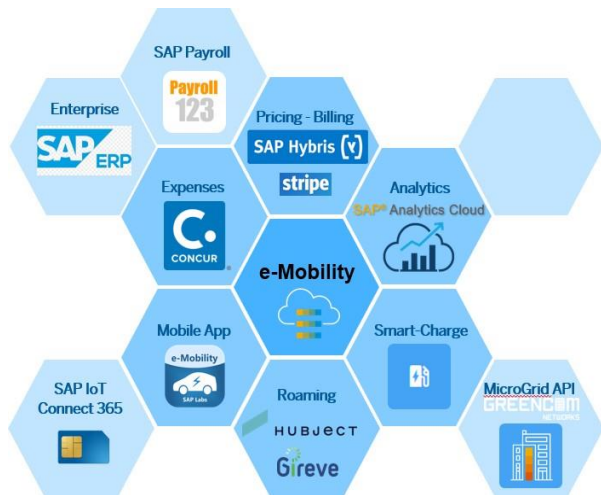 SAP Payroll
Payroll
123
Enterprise
SAP ERP
Pricing - Billing
SAP Hybris (Y)
stripe
Expenses
C.
CONCUR
®
Analytics
SAP® Analytics Cloud
e-Mobility
Mobile App
e-Mobility
SAP Labs
Smart-Charge
SAP IoT
Connect 365
Roaming
HUBJECT
Gireve
MicroGrid API
GREENCOM
NETWORKS